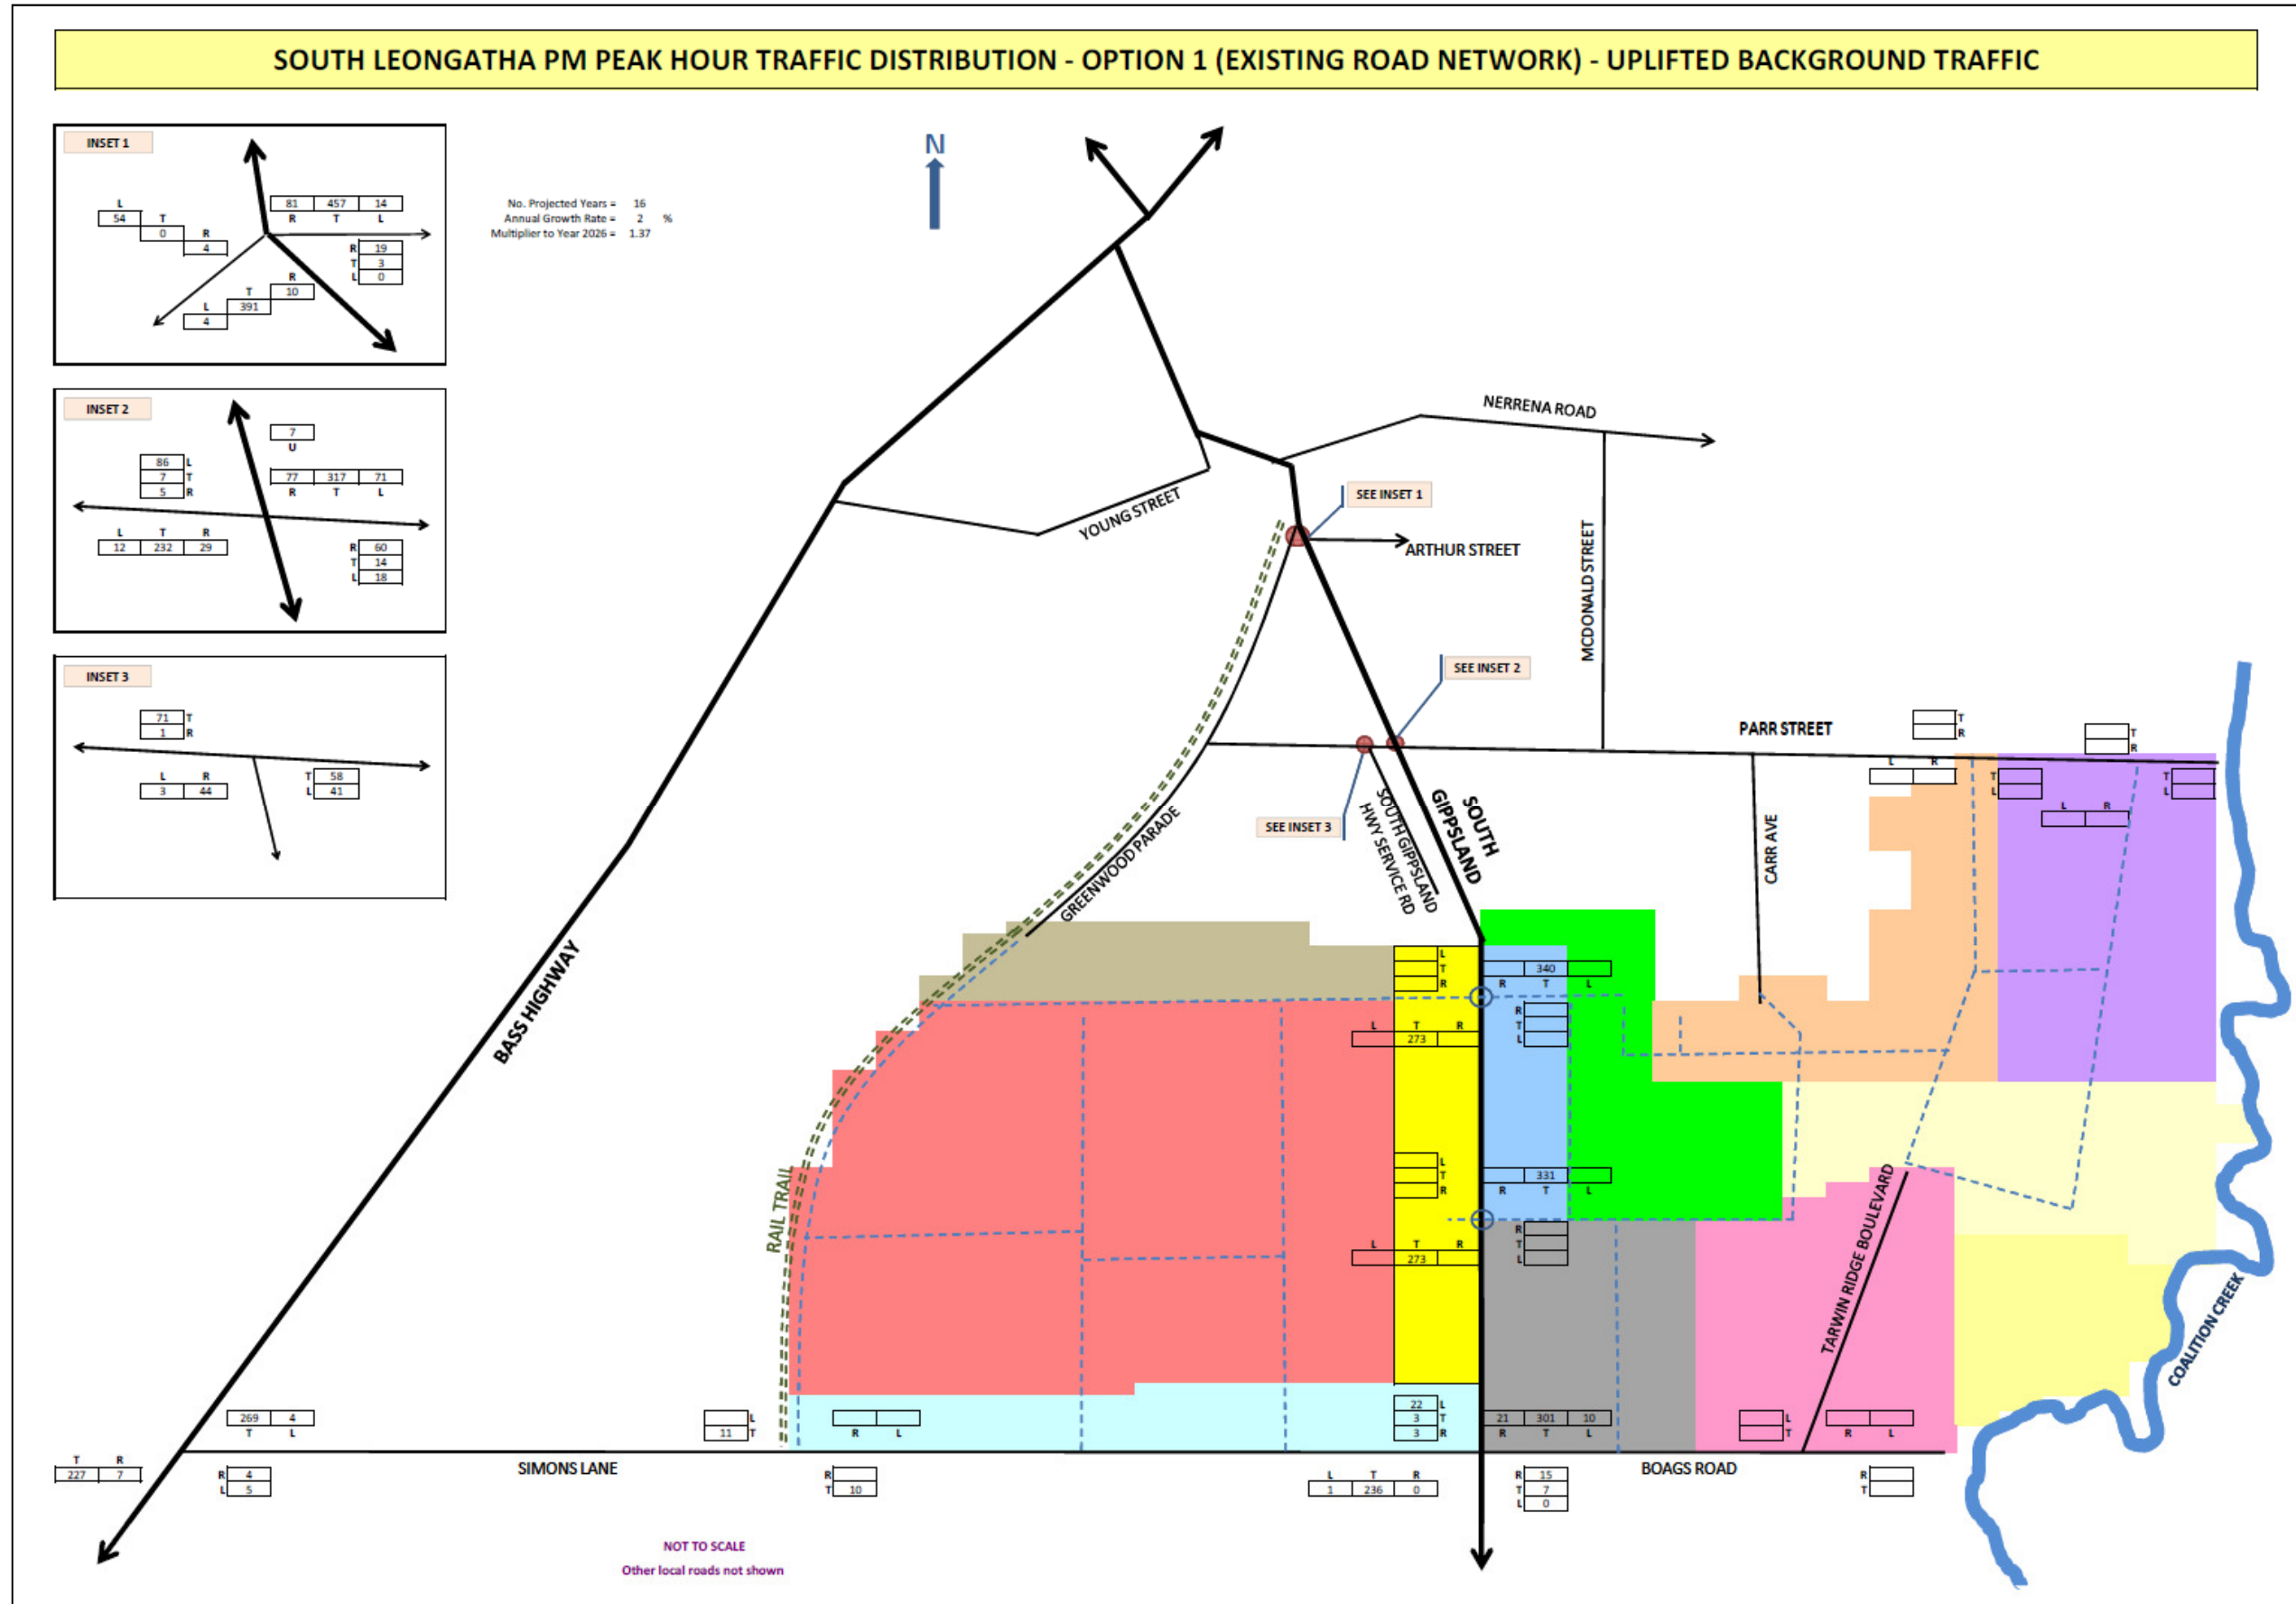 SOUTH LEONGATHA PM PEAK HOUR TRAFFIC DISTRIBUTION - OPTION 1 (EXISTING ROAD NETWORK) - UPLIFTED BACKGROUND TRAFFIC
INSET 1
L
54
T
0
R
4
81 457 14
R T L
R 19
T 3
L 0
R
10
T
391
L
4
No. Projected Years = 16
Annual Growth Rate = 2 %
Multiplier to Year 2026 = 1.37
N
INSET 2
7
U
86 L
7 T
5 R
77 317 71
R T L
L T R
12 232 29
R 60
T 14
L 18
INSET 3
71 T
1 R
L R
3 44
T 58
L 41
NERRENA ROAD
YOUNG STREET
SEE INSET 1
ARTHUR STREET
MCDONALD STREET
SEE INSET 2
PARR STREET
T
R
T
R
L R
T
L
T
L
L R
SEE INSET 3
GREENWOOD PARADE
SOUTH GIPPSLAND
HWY SERVICE RD
SOUTH
GIPPSLAND
CARR AVE
BASS HIGHWAY
L
T
R
340
R T L
R
T
L
L T R
273
L
T
R
331
R T L
R
T
L
L T R
273
RAIL TRAIL
TARWIN RIDGE BOULEVARD
COALITION CREEK
269 4
T L
T R
227 7
R 4
L 5
L
11 T
R L
R
T 10
SIMONS LANE
22 L
3 T
3 R
21 301 10
R T L
L T R
1 236 0
R 15
T 7
L 0
L
T
R L
R
T
BOAGS ROAD
NOT TO SCALE
Other local roads not shown